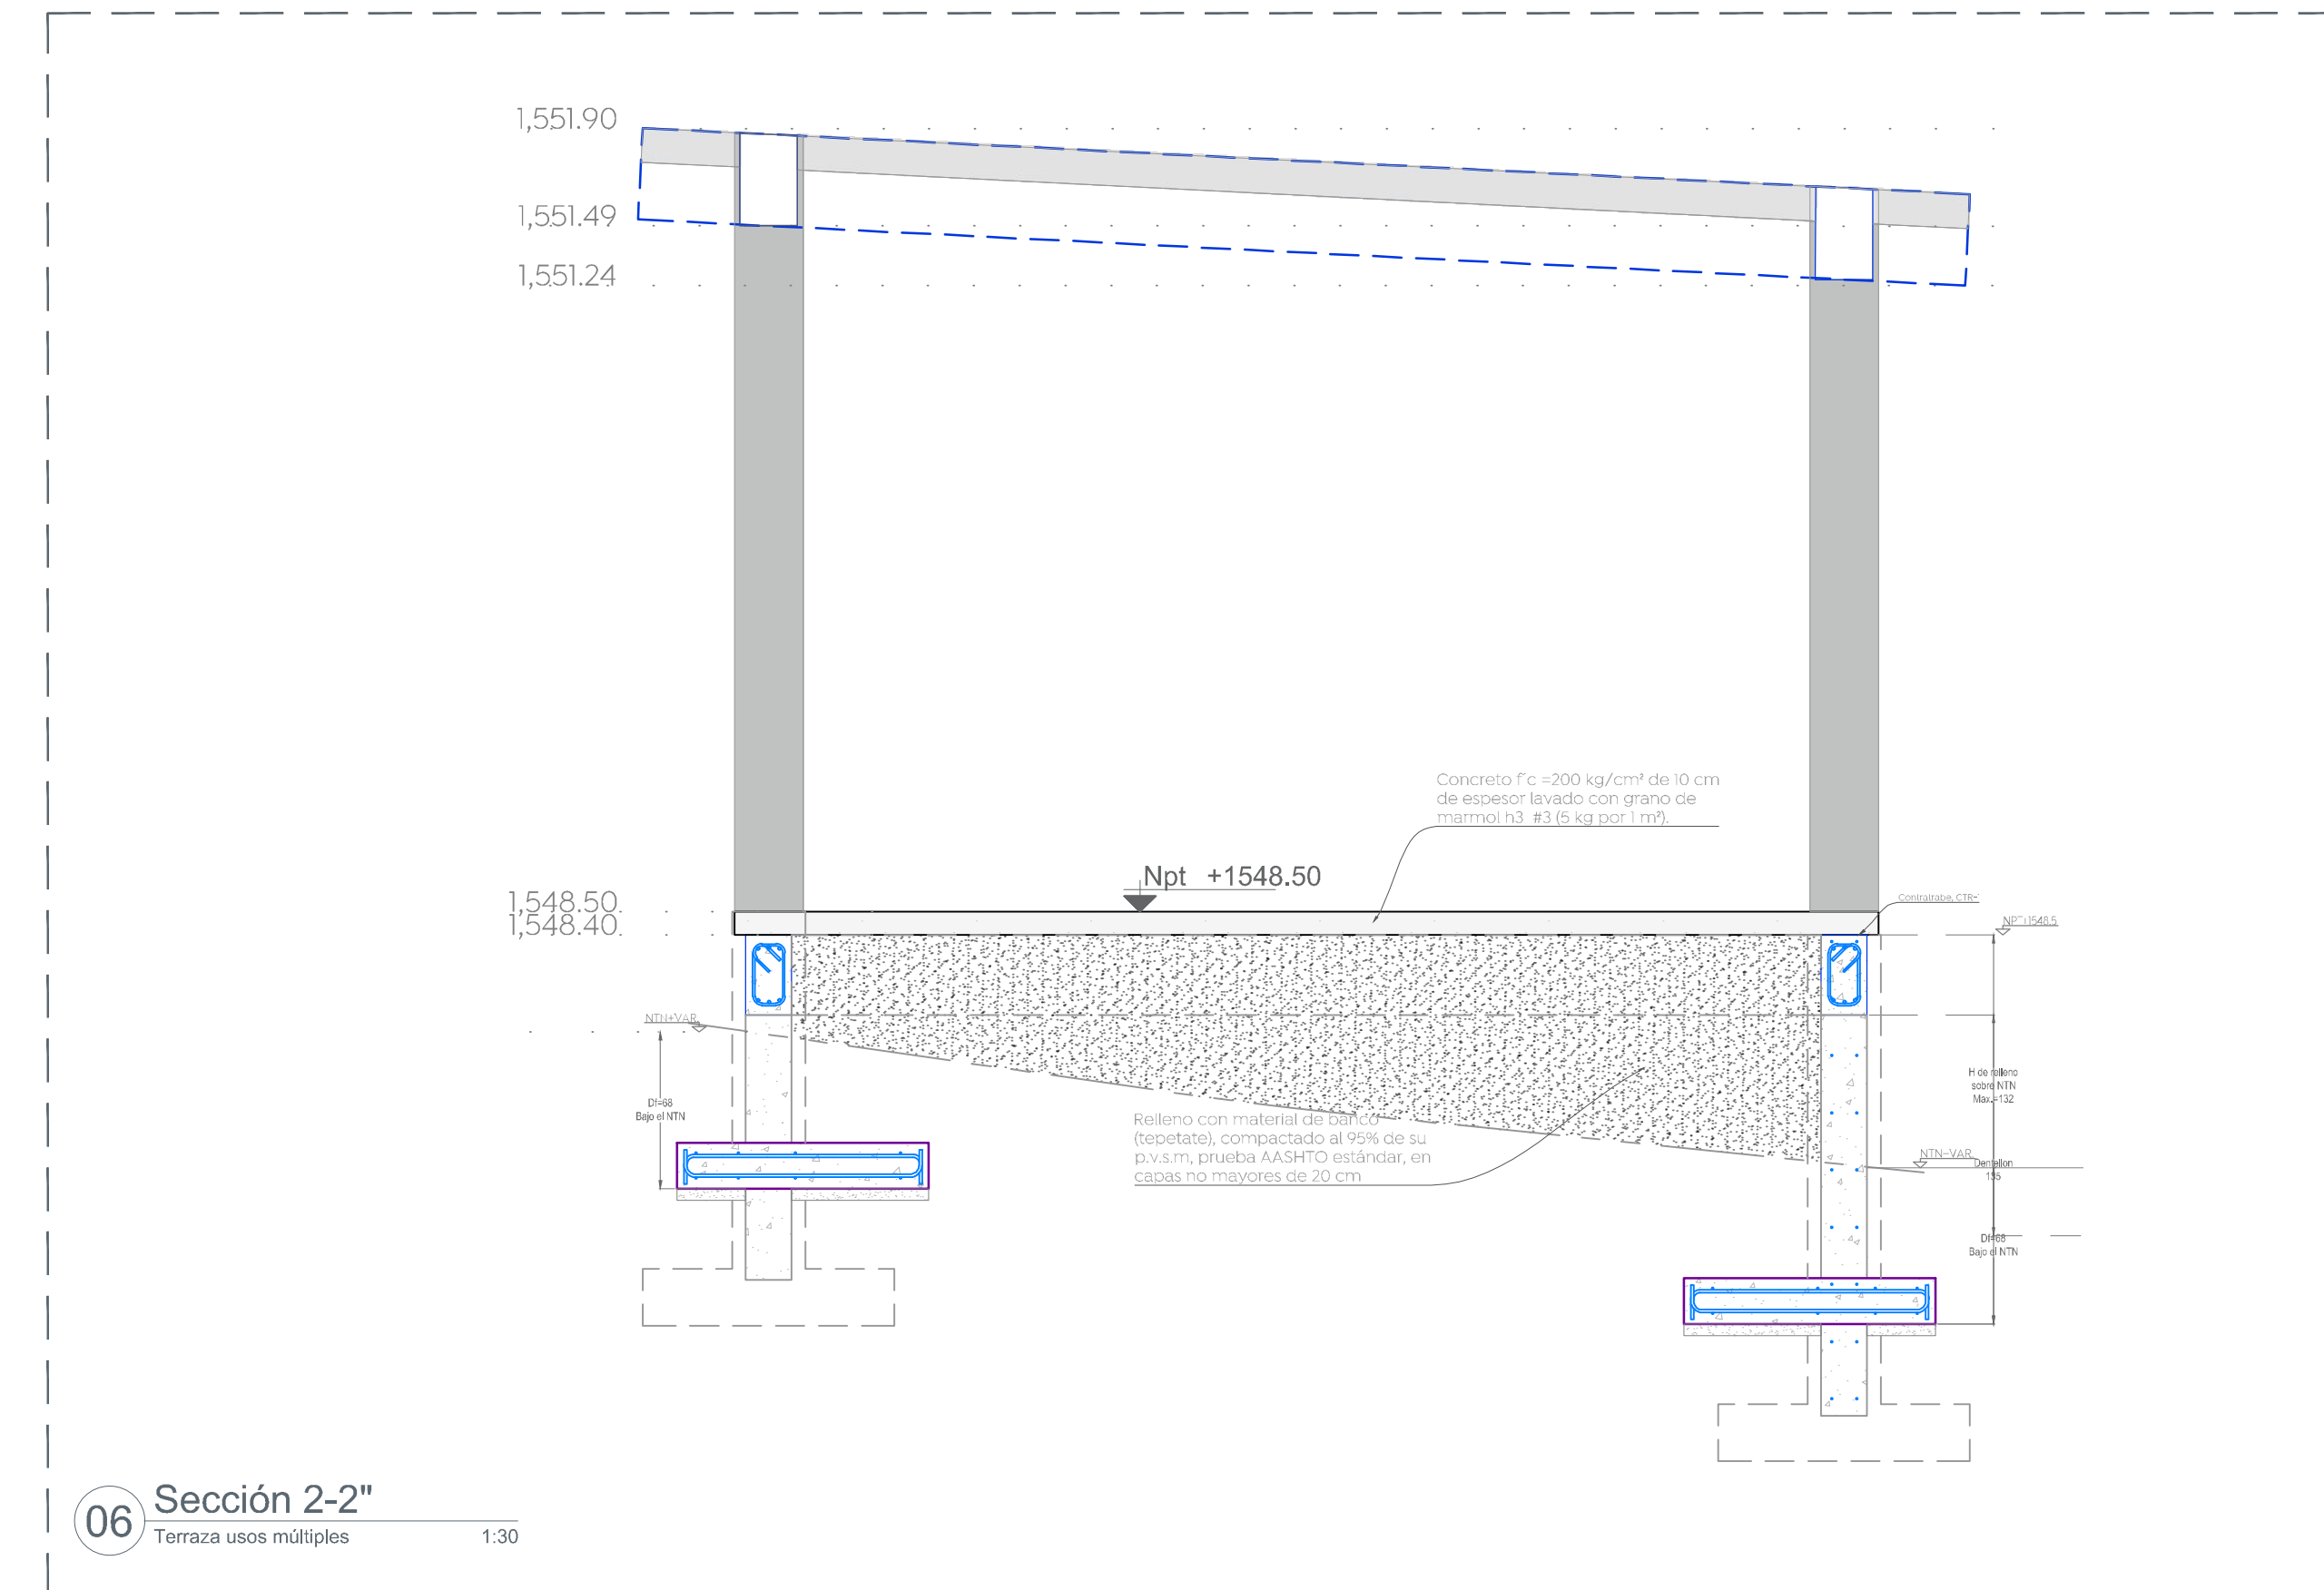 1,551.90
1,551.49
1,551.24
Concreto f´c =200 kg/cm² de 10 cm
de espesor lavado con grano de
marmol h3 #3 (5 kg por 1 m²).
Npt +1548.50
1,548.50
1,548.40
Contratrabe, CTR-
+1548.5
NTN+VAR
Df=68
Bajo el NTN
H de relleno
sobre NTN
Max.=132
Relleno con material de banco
(tepetate), compactado al 95% de su
p.v.s.m, prueba AASHTO estándar, en
capas no mayores de 20 cm
NTN-VAR
Dentellon
135
Df=68
Bajo el NTN
06
Sección 2-2"
Terraza usos múltiples 1:30